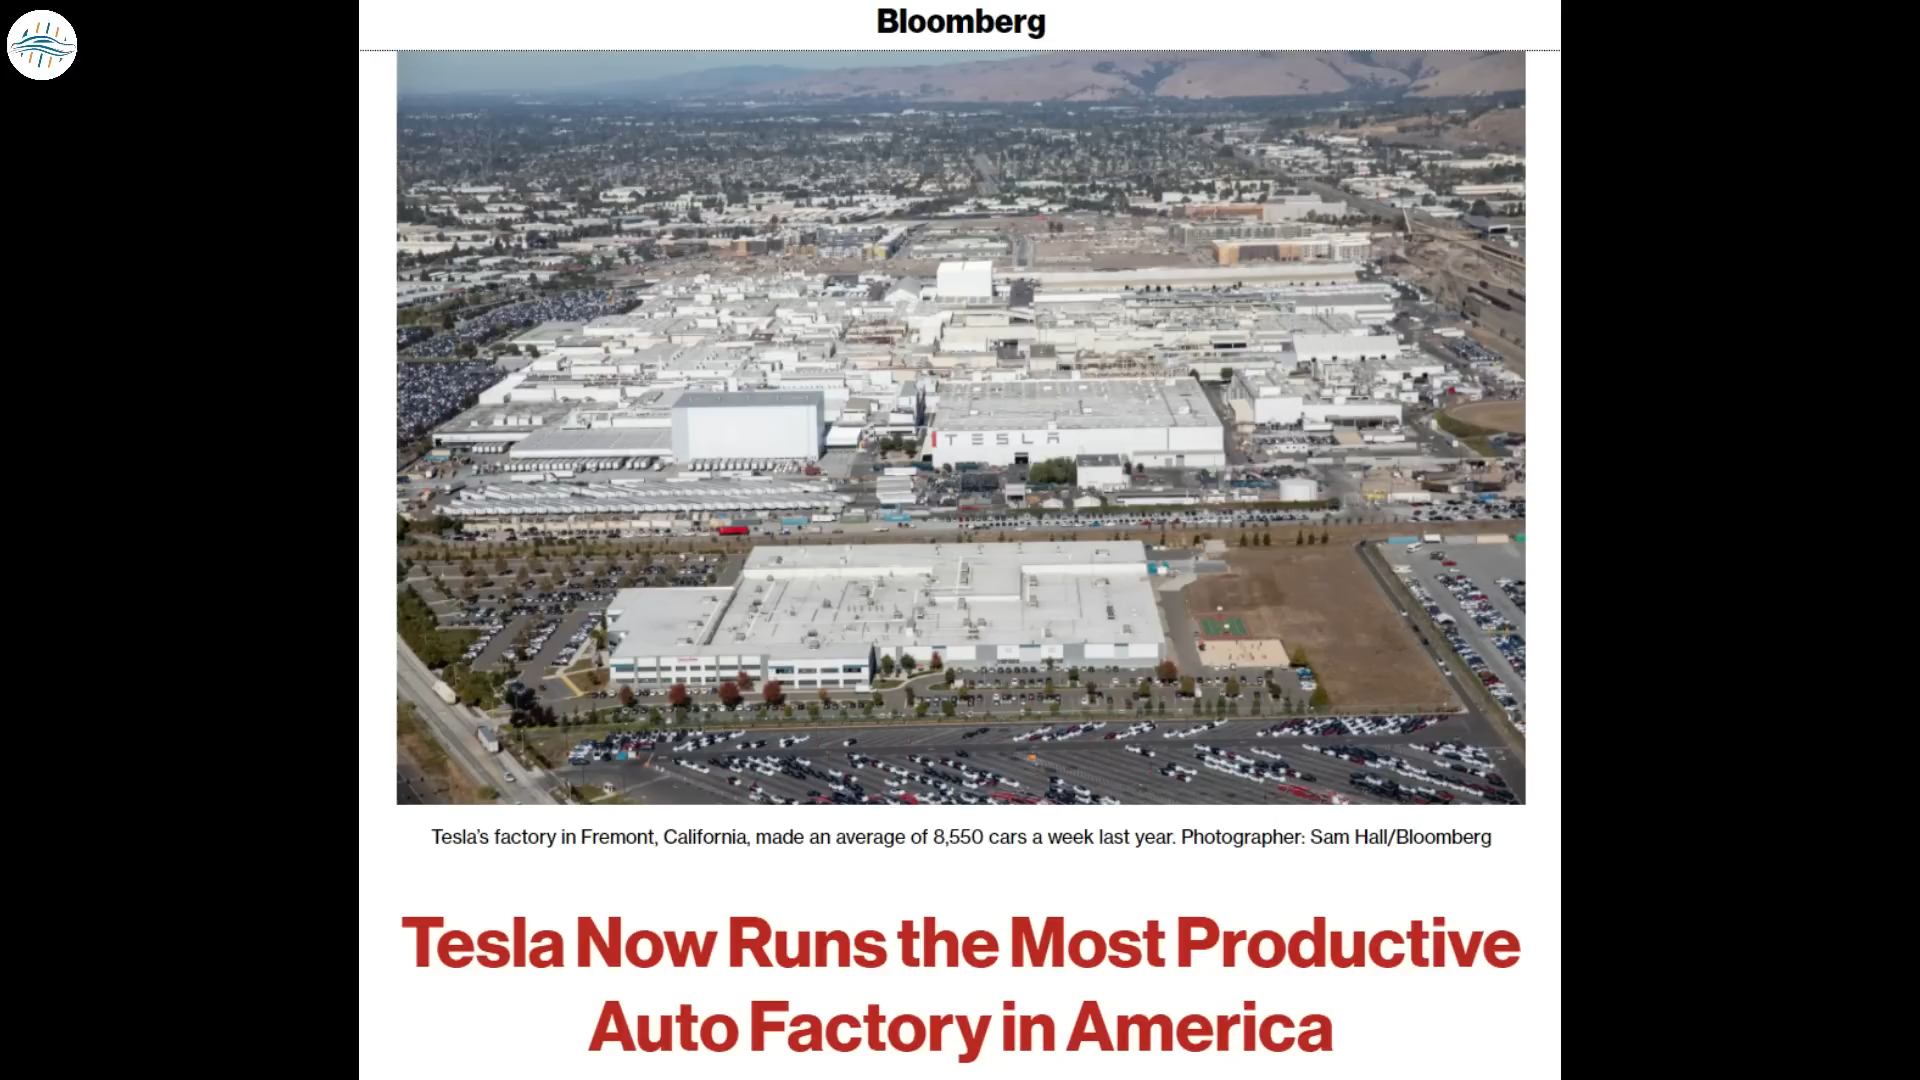 Bloomberg
TESLA
Tesla's factory in Fremont, California, made an average of 8,550 cars a week last year. Photographer: Sam Hall/Bloomberg
Tesla Now Runs the Most Productive
Auto Factory in America